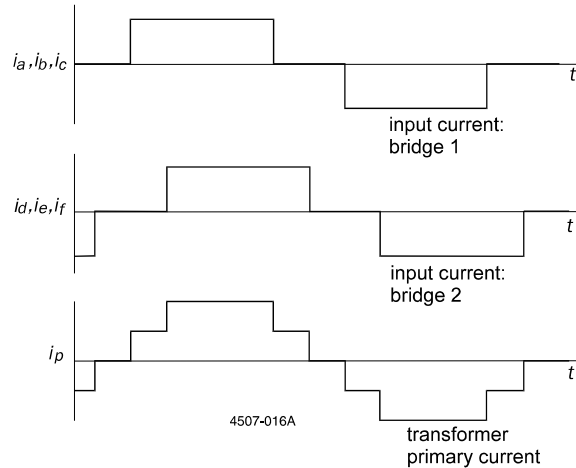 i_a, i_b, i_c
t
input current:
bridge 1
i_d, i_e, i_f
t
input current:
bridge 2
i_p
t
4507-016A
transformer
primary current